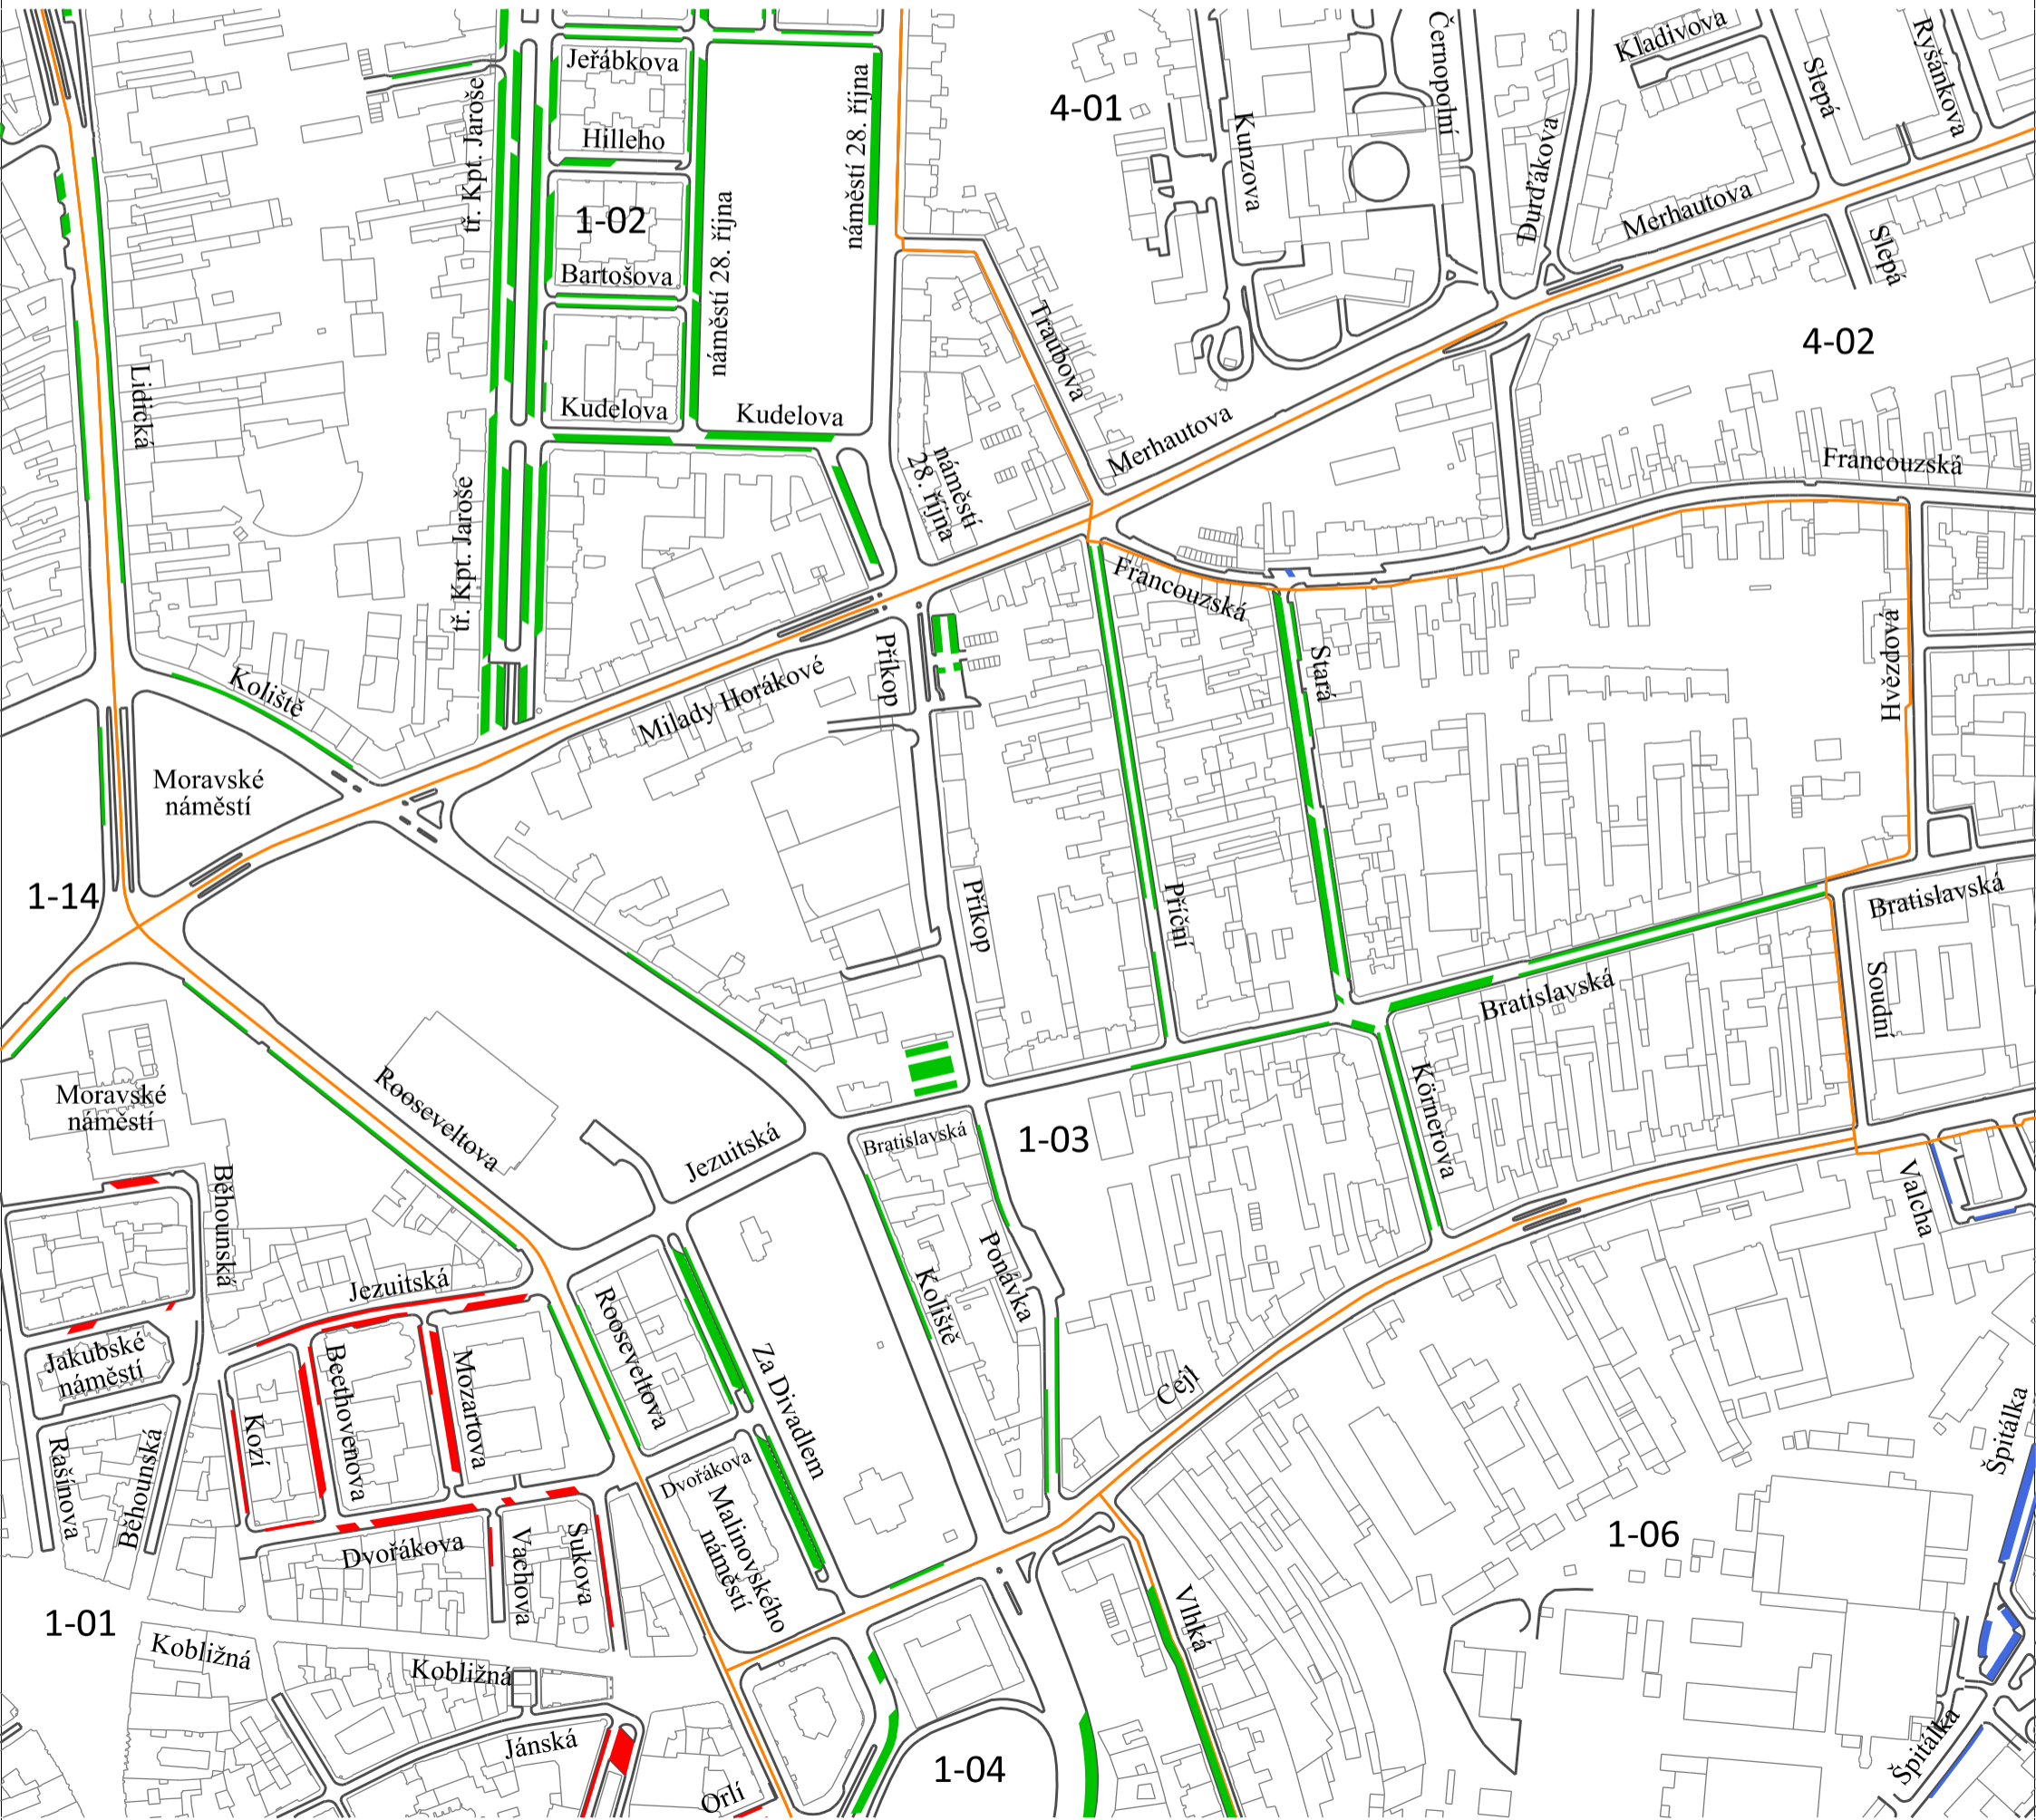 Jeřábkova
Hilleho
1-02
Bartošova
Kudelova
Kudelova
tř. Kpt. Jaroše
tř. Kpt. Jaroše
náměstí 28. října
náměstí 28. října
náměstí
28. října
4-01
Kunzova
Černopolní
Durďákova
Kladivova
Slepá
Ryšánkova
Merhautova
Slepá
4-02
Traubova
Merhautova
Francouzská
Francouzská
Lidická
Koliště
Milady Horákové
Příkop
Příkop
Příční
Stará
Hvězdová
Moravské
náměstí
1-14
Bratislavská
Bratislavská
Soudní
Körnerova
Moravské
náměstí
Rooseveltova
Jezuitská
Bratislavská
1-03
Ponávka
Koliště
Valcha
Běhounská
Jezuitská
Jakubské
náměstí
Beethovenova
Mozartova
Kozí
Rooseveltova
Za Divadlem
Cejl
Rašínova
Běhounská
Dvořákova
Dvořákova
Malinovského
náměstí
Vachova
Sukova
Vlhká
1-06
Špitálka
Špitálka
1-01
Kobližná
Kobližná
Jánská
Orlí
1-04